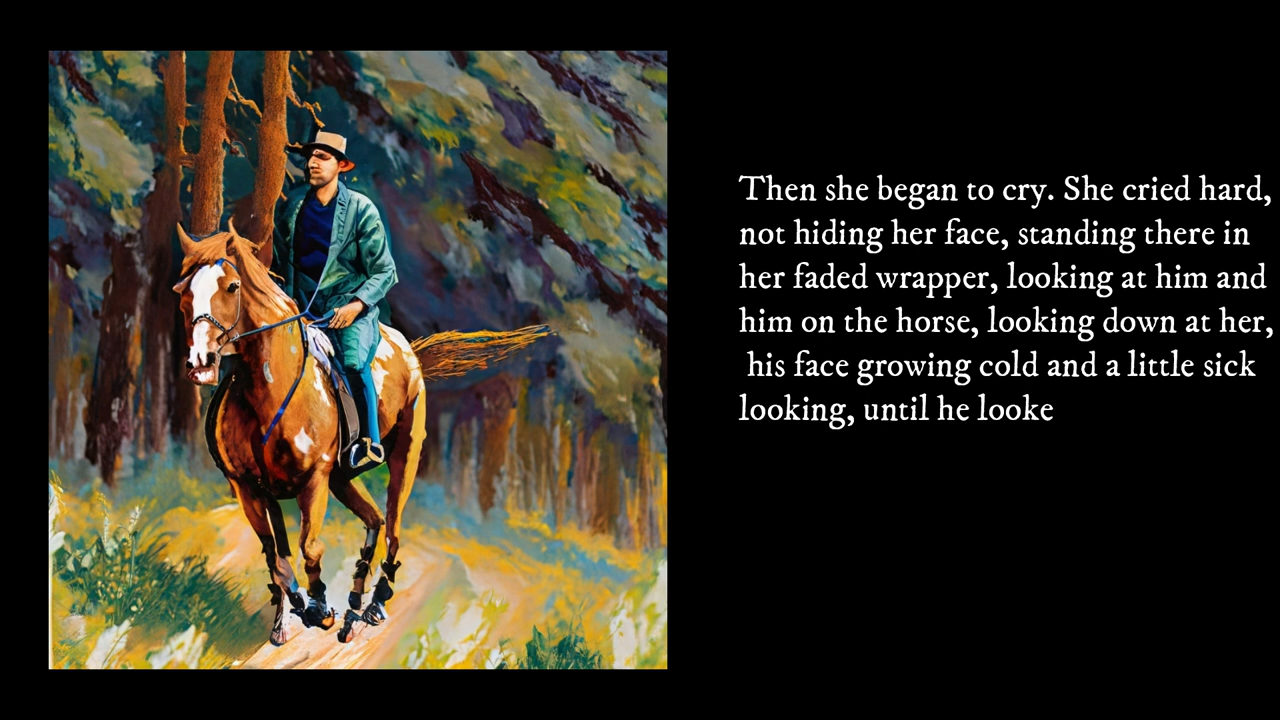 Then she began to cry. She cried hard,
not hiding her face, standing there in
her faded wrapper, looking at him and
him on the horse, looking down at her,
his face growing cold and a little sick
looking, until he looke